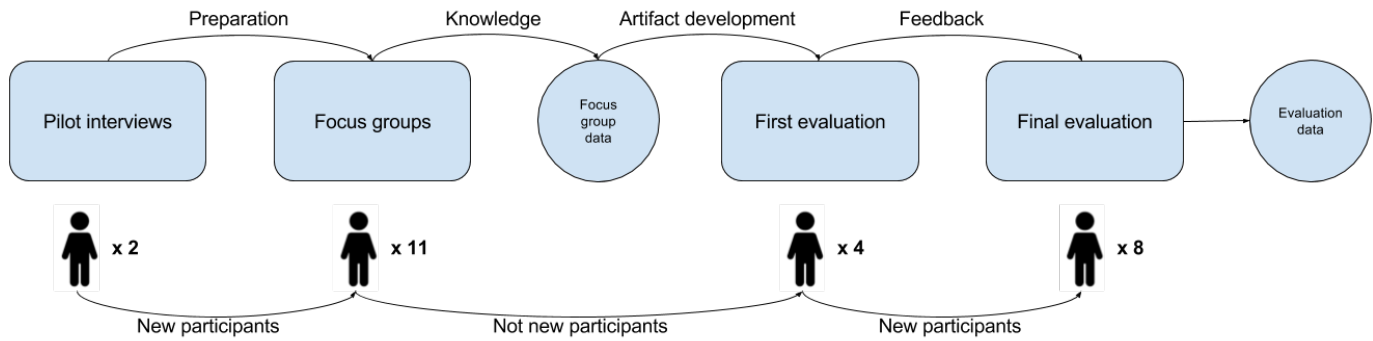 Preparation
Knowledge
Artifact development
Feedback
Pilot interviews
Focus groups
Focus
group
data
First evaluation
Final evaluation
Evaluation
data
x 2
x 11
x 4
x 8
New participants
Not new participants
New participants